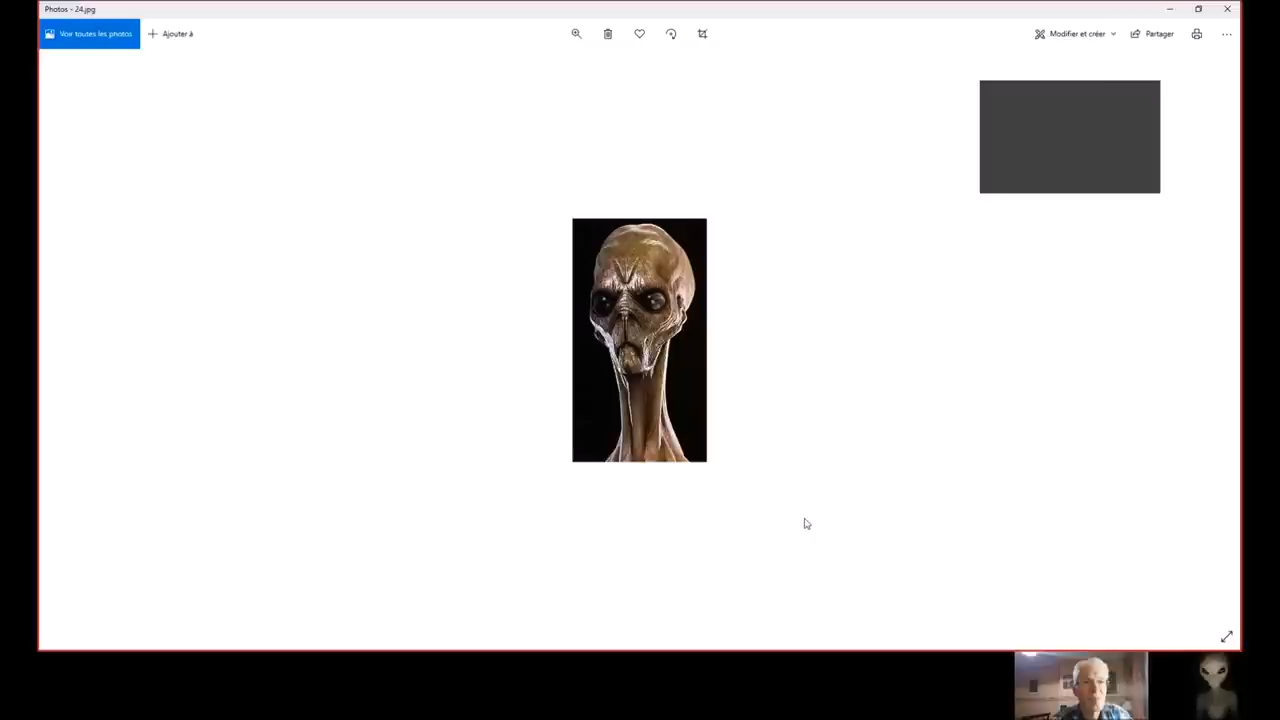 Photos - 24.jpg
Voir toutes les photos
Ajouter à
Modifier et créer
Partager